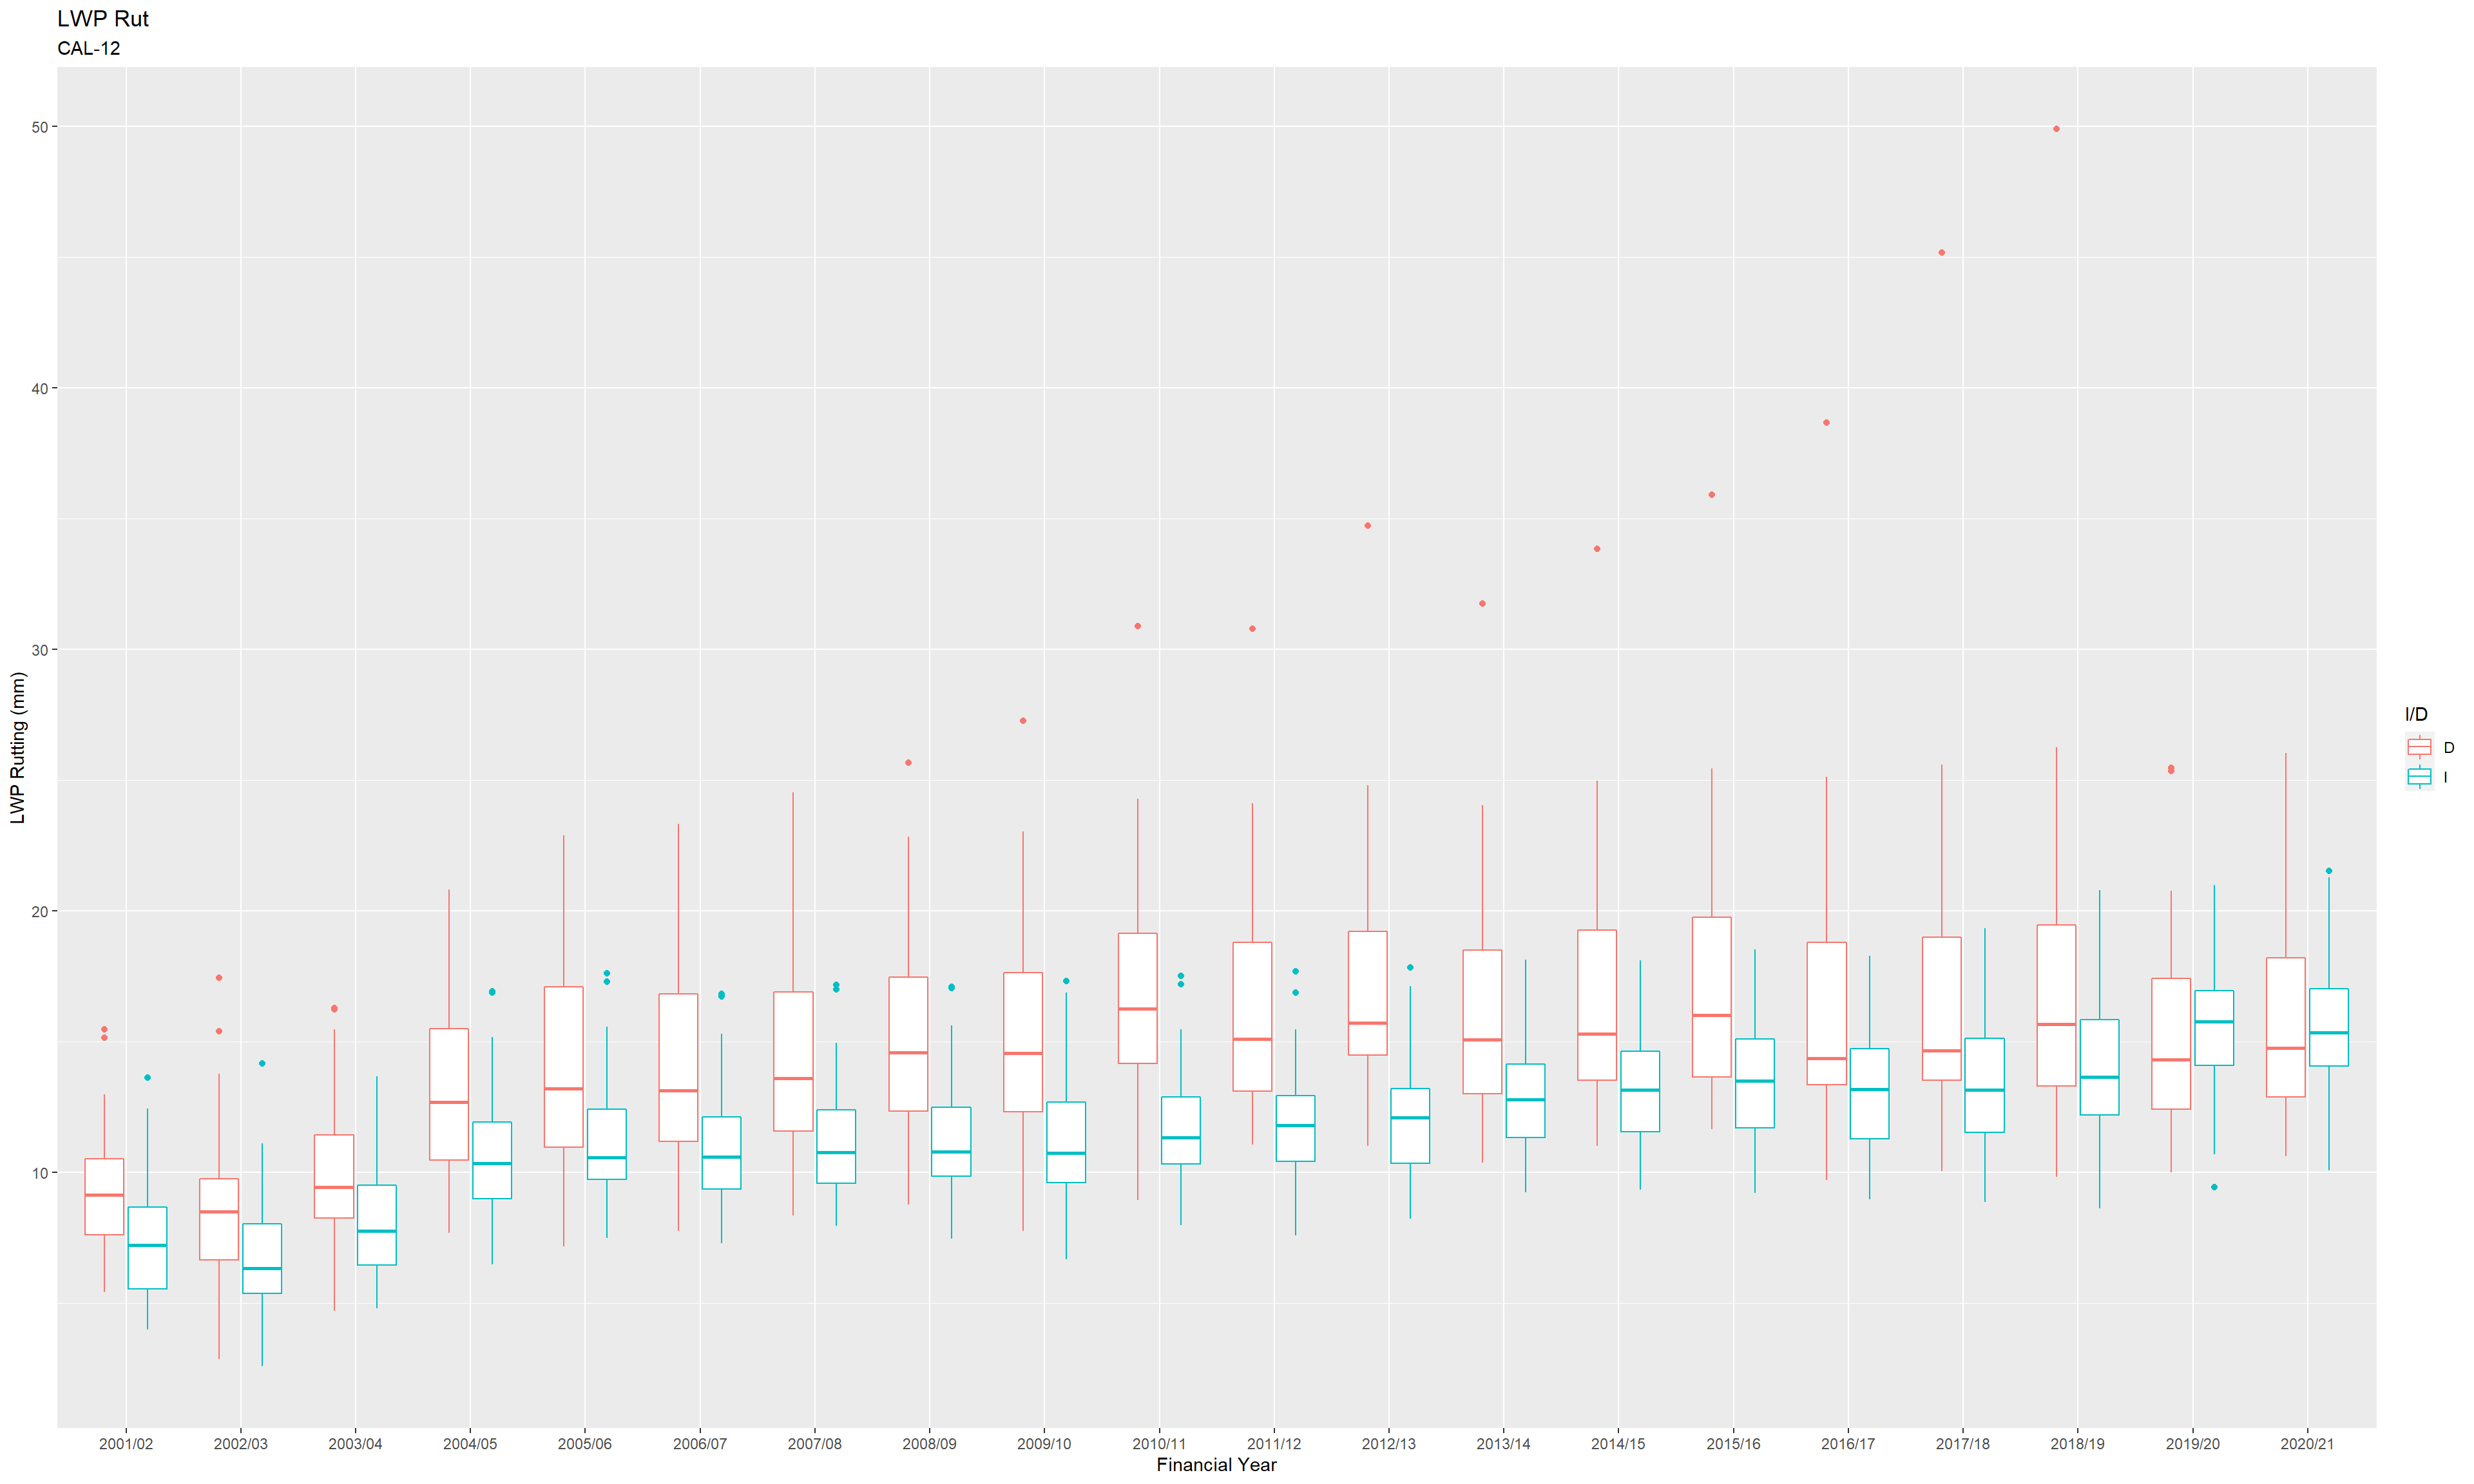 LWP Rut
CAL-12
50
40
30
20
10
LWP Rutting (mm)
2001/02 2002/03 2003/04 2004/05 2005/06 2006/07 2007/08 2008/09 2009/10 2010/11 2011/12 2012/13 2013/14 2014/15 2015/16 2016/17 2017/18 2018/19 2019/20 2020/21
Financial Year
I/D
D
I